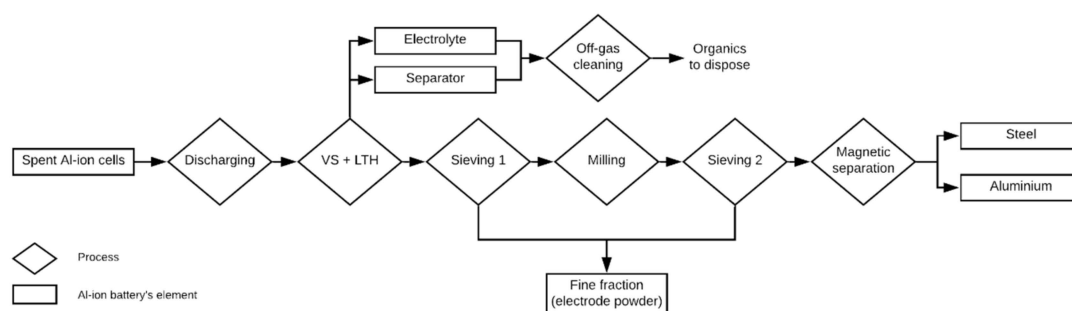 Electrolyte
Separator
Off-gas
cleaning
Organics
to dispose
Spent Al-ion cells
Discharging
VS + LTH
Sieving 1
Milling
Sieving 2
Magnetic
separation
Steel
Aluminium
Process
Al-ion battery's element
Fine fraction
(electrode powder)